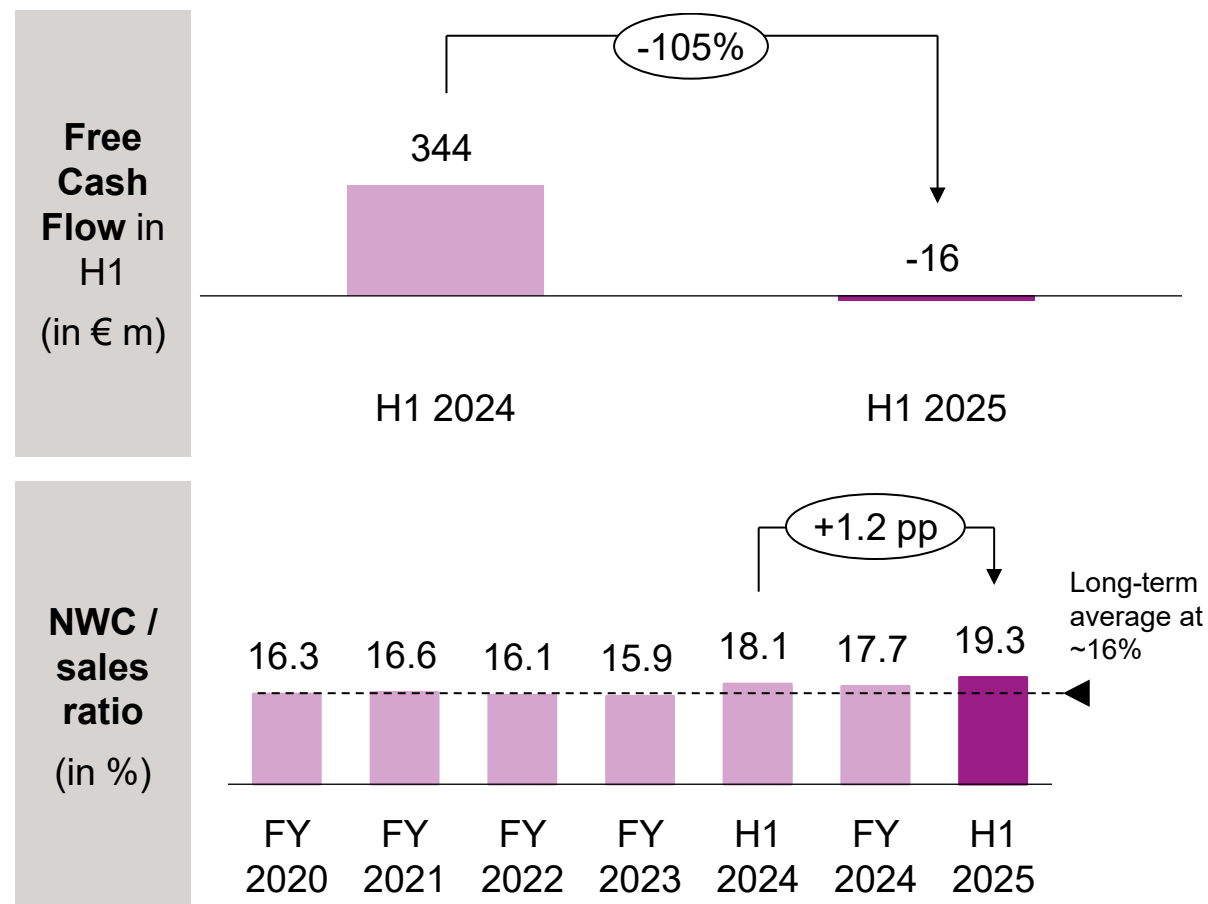 Free
Cash
Flow in
H1
(in € m)
-105%
344
-16
H1 2024
H1 2025
NWC /
sales
ratio
(in %)
+1.2 pp
Long-term
average at
~16%
16.3
16.6
16.1
15.9
18.1
17.7
19.3
FY
2020
FY
2021
FY
2022
FY
2023
H1
2024
FY
2024
H1
2025